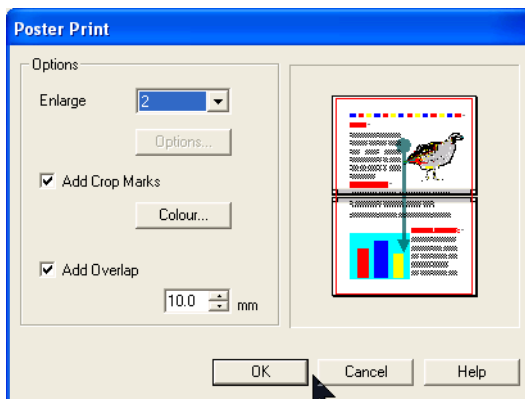 Poster Print
Options
Enlarge 2
Options...
Add Crop Marks
Colour...
Add Overlap
10.0 mm
OK Cancel Help